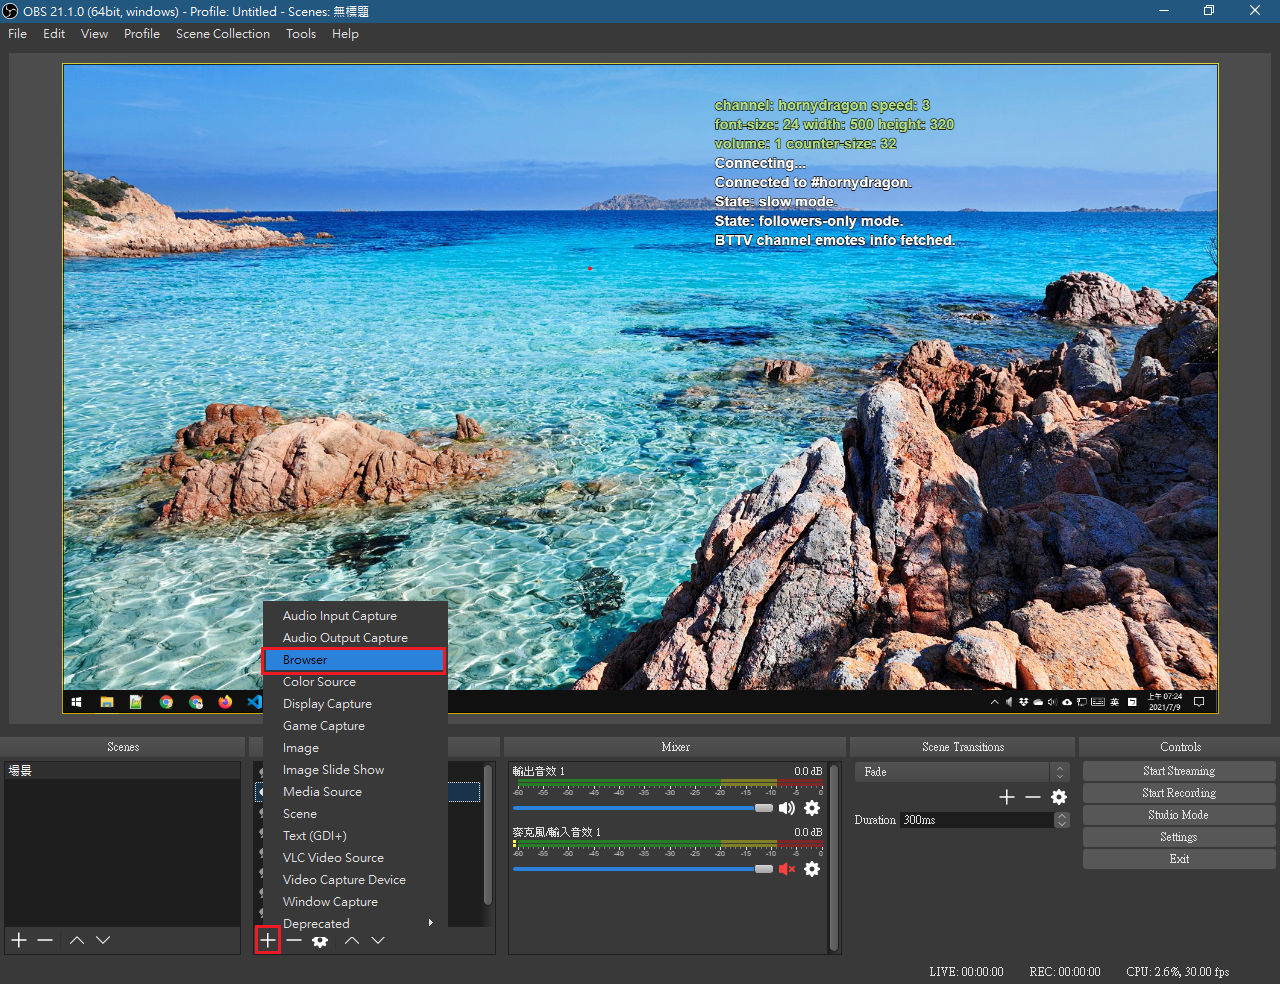 OBS 21.1.0 (64bit, windows) - Profile: Untitled - Scenes: 無標題
File Edit View Profile Scene Collection Tools Help
channel: hornydragon speed: 3
font-size: 24 width: 500 height: 320
volume: 1 counter-size: 32
Connecting...
Connected to #hornydragon.
State: slow mode.
State: followers-only mode.
BTTV channel emotes info fetched.
Audio Input Capture
Audio Output Capture
Browser
Color Source
Display Capture
Game Capture
Image
Image Slide Show
Media Source
Scene
Text (GDI+)
VLC Video Source
Video Capture Device
Window Capture
Deprecated
英
上午 07:24
2021/7/9
Scenes
場景
Mixer
輸出音效 1 0.0 dB
-60 -55 -50 -45 -40 -35 -30 -25 -20 -15 -10 -5 0
麥克風/輸入音效 1 0.0 dB
-60 -55 -50 -45 -40 -35 -30 -25 -20 -15 -10 -5 0
Scene Transitions
Fade
Duration 300ms
Controls
Start Streaming
Start Recording
Studio Mode
Settings
Exit
LIVE: 00:00:00 REC: 00:00:00 CPU: 2.6%, 30.00 fps